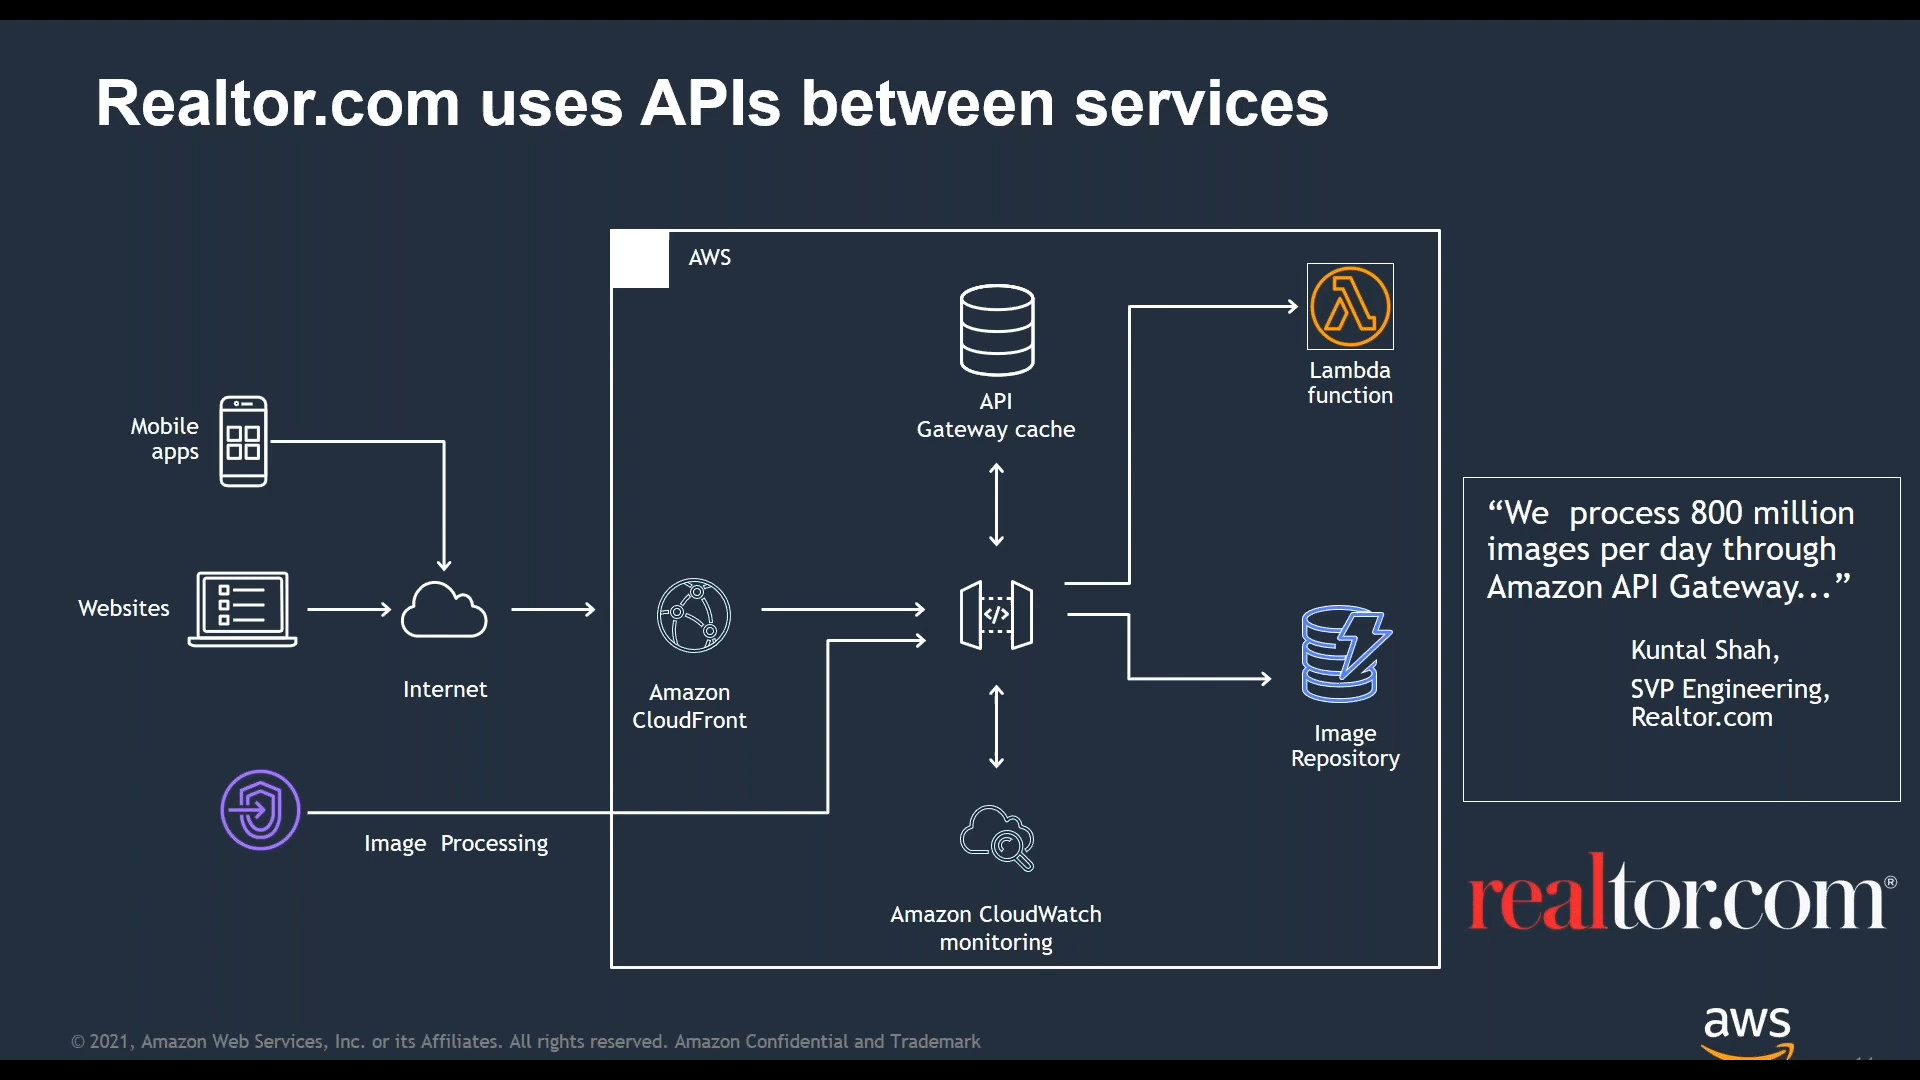 Realtor.com uses APIs between services
AWS
API
Gateway cache
Lambda
function
Mobile
apps
Websites
Internet
Amazon
CloudFront
</>
Image Processing
Amazon CloudWatch
monitoring
Image
Repository
“We process 800 million
images per day through
Amazon API Gateway...”
Kuntal Shah,
SVP Engineering,
Realtor.com
realtor.com®
© 2021, Amazon Web Services, Inc. or its Affiliates. All rights reserved. Amazon Confidential and Trademark
aws